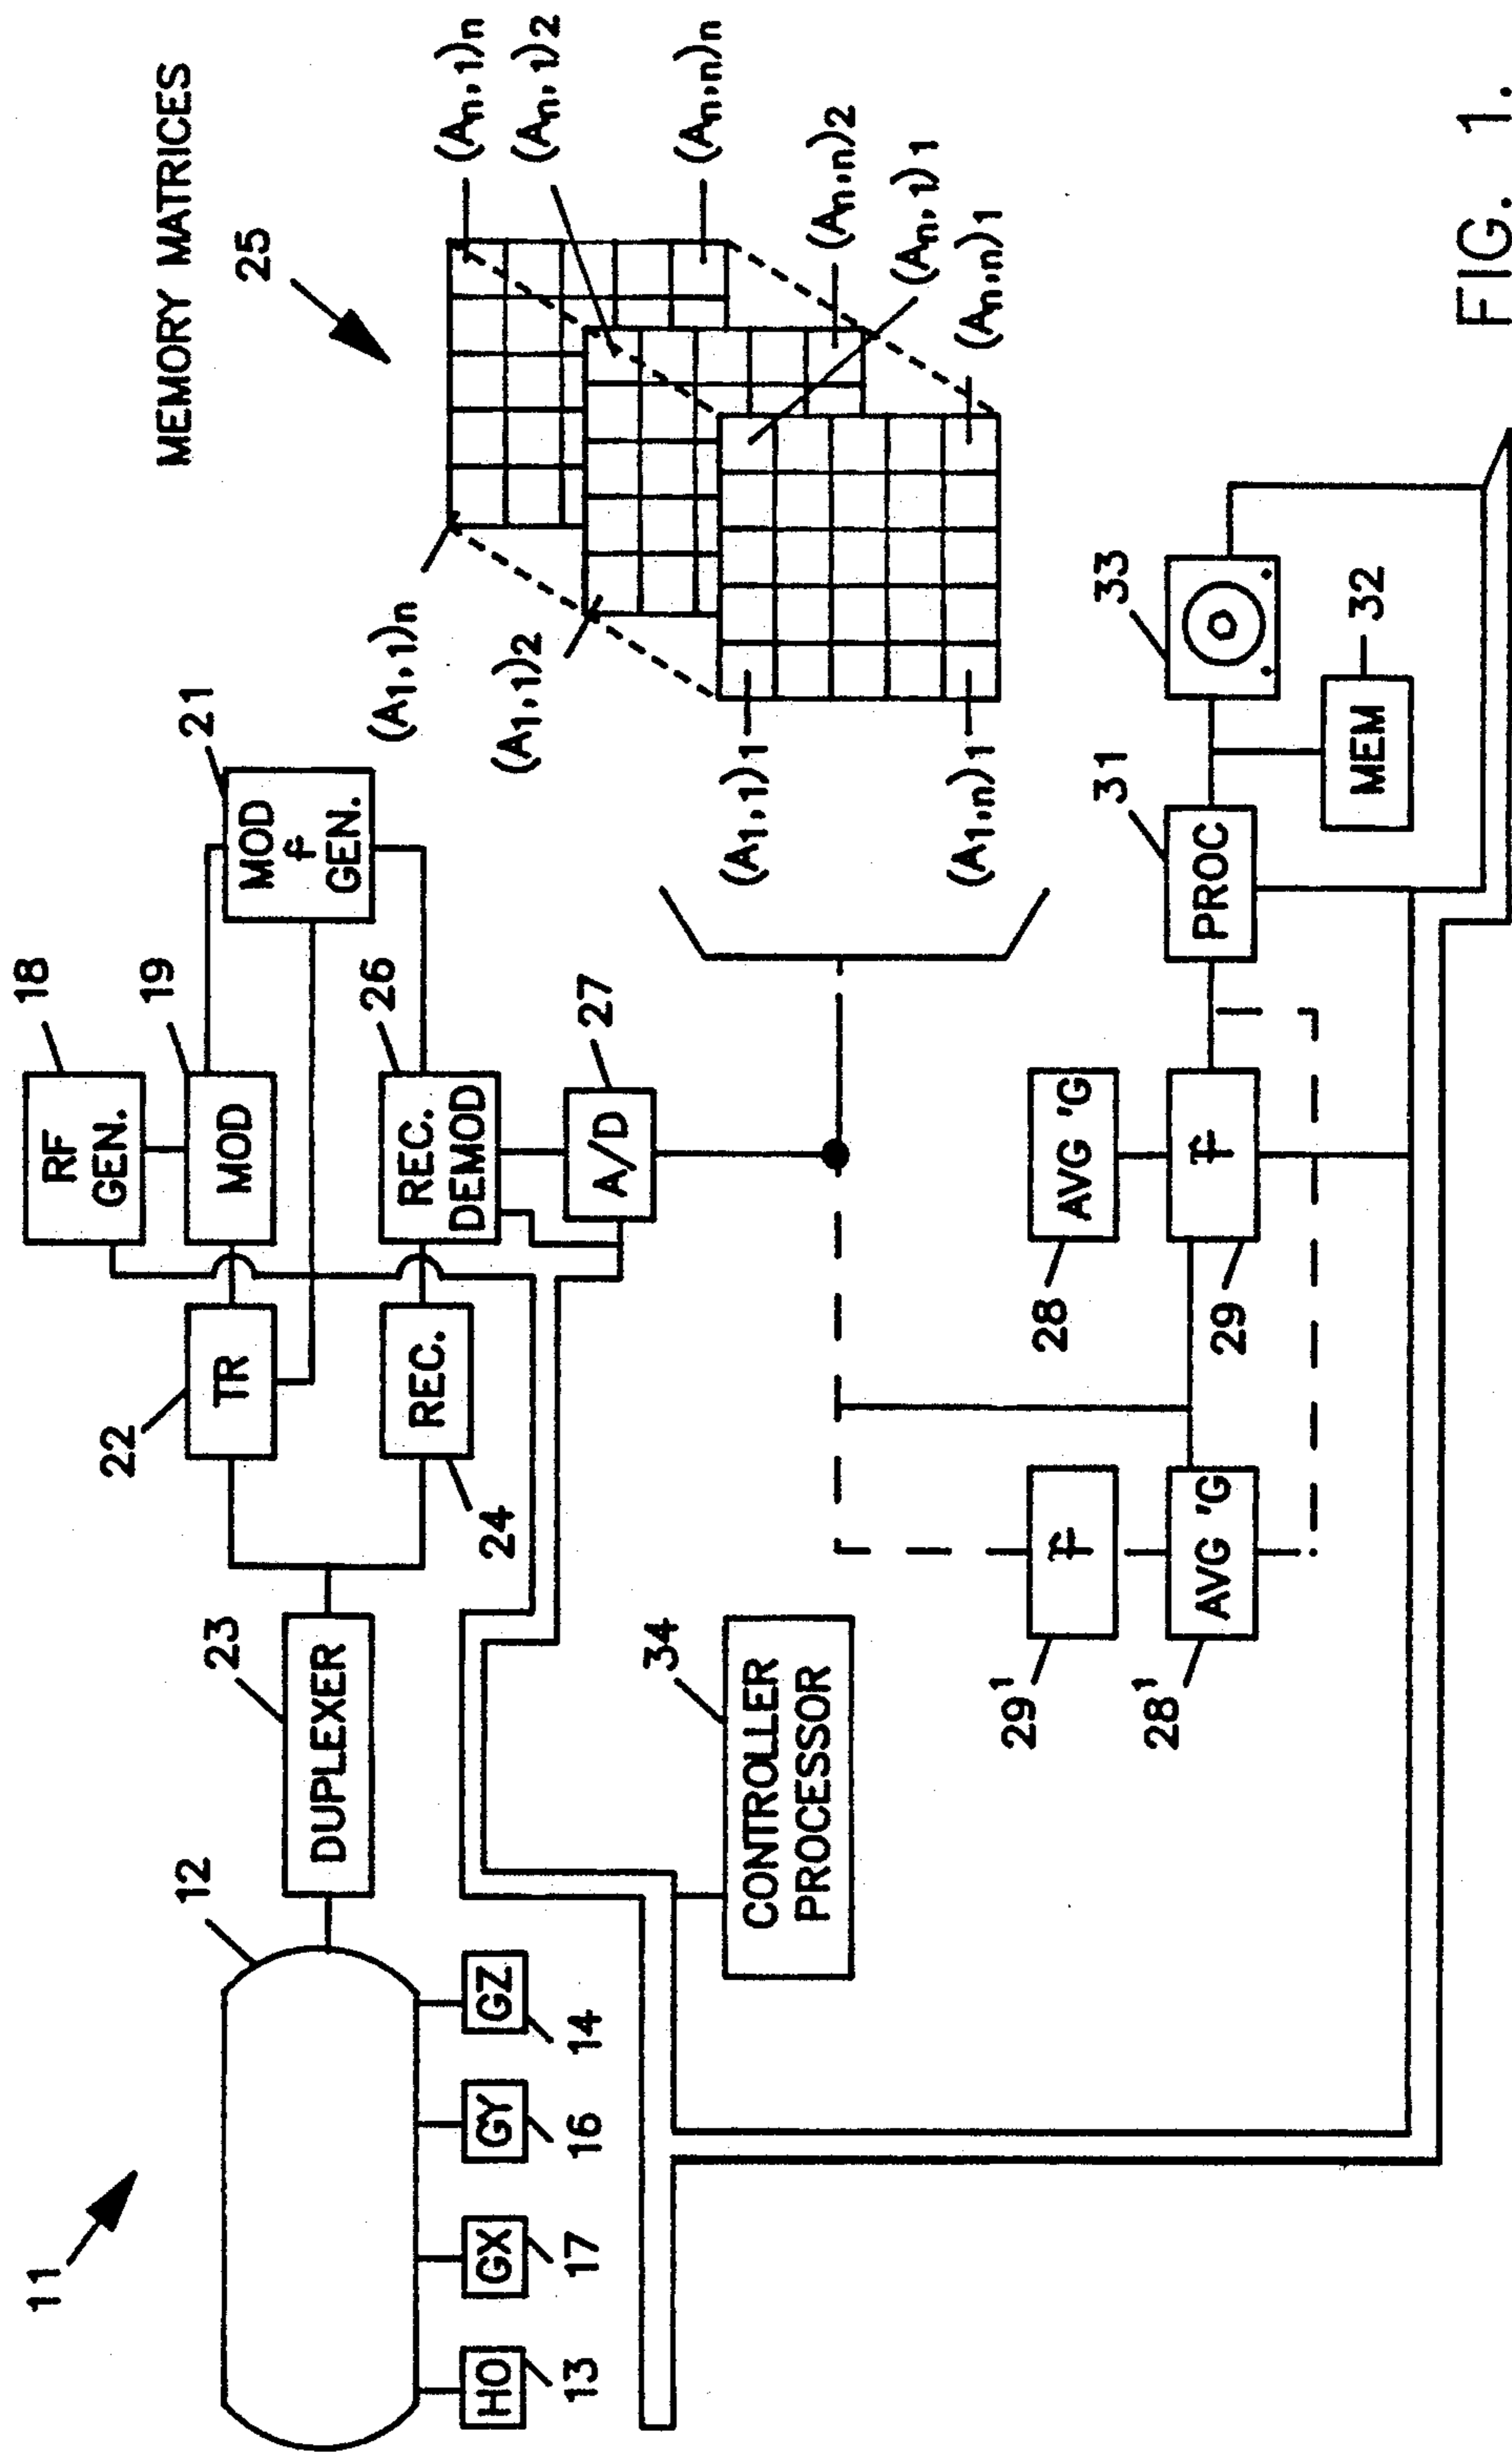 MEMORY MATRICES
25
(An,1)n
(An,1)2
(An,n)n
(An,n)2
(An,1)1
(An,n)1
(A1,1)n
(A1,1)2
(A1,1)1
(A1,n)1
11
12
HO
13
GX
17
GY
16
GZ
14
DUPLEXER
23
TR
22
REC.
24
RF
GEN.
18
MOD
19
MOD
f
GEN.
21
REC.
DEMOD
26
A/D
27
CONTROLLER
PROCESSOR
34
29'
AVG 'G
28'
AVG 'G
28
29
PROC
31
33
MEM
32
FIG. 1.